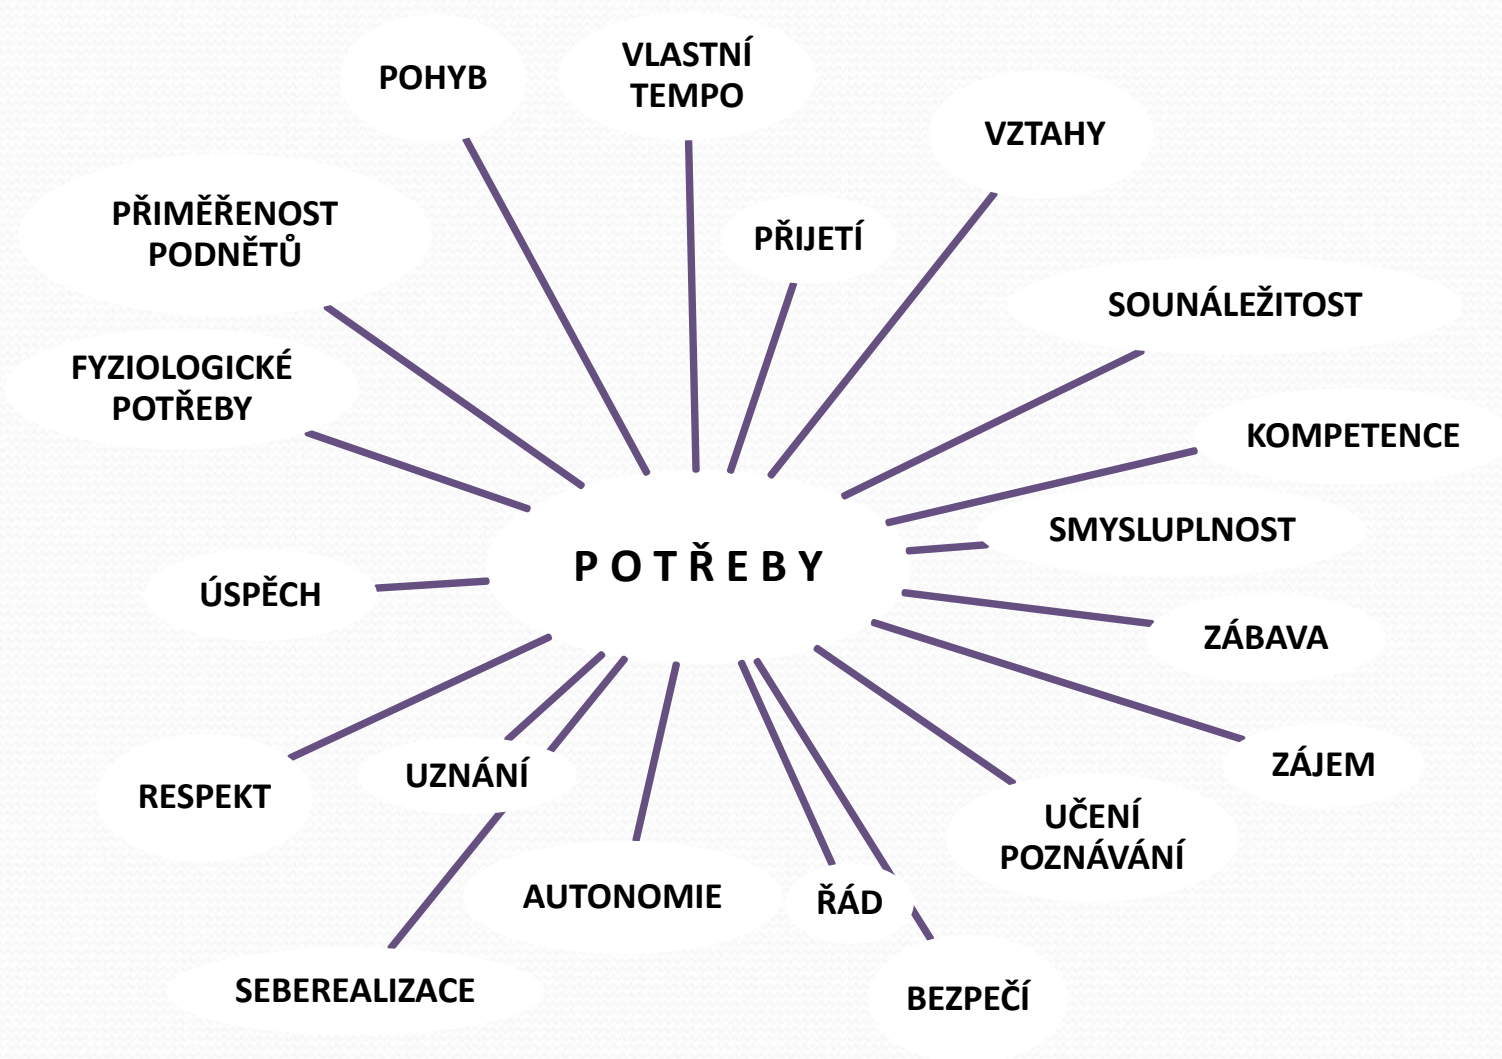 POHYB
VLASTNÍ
TEMPO
VZTAHY
PŘIMĚŘENOST
PODNĚTŮ
PŘIJETÍ
SOUNÁLEŽITOST
FYZIOLOGICKÉ
POTŘEBY
KOMPETENCE
SMYSLUPLNOST
P O T Ř E B Y
ÚSPĚCH
ZÁBAVA
RESPEKT
UZNÁNÍ
ZÁJEM
UČENÍ
POZNÁVÁNÍ
AUTONOMIE
ŘÁD
SEBEREALIZACE
BEZPEČÍ